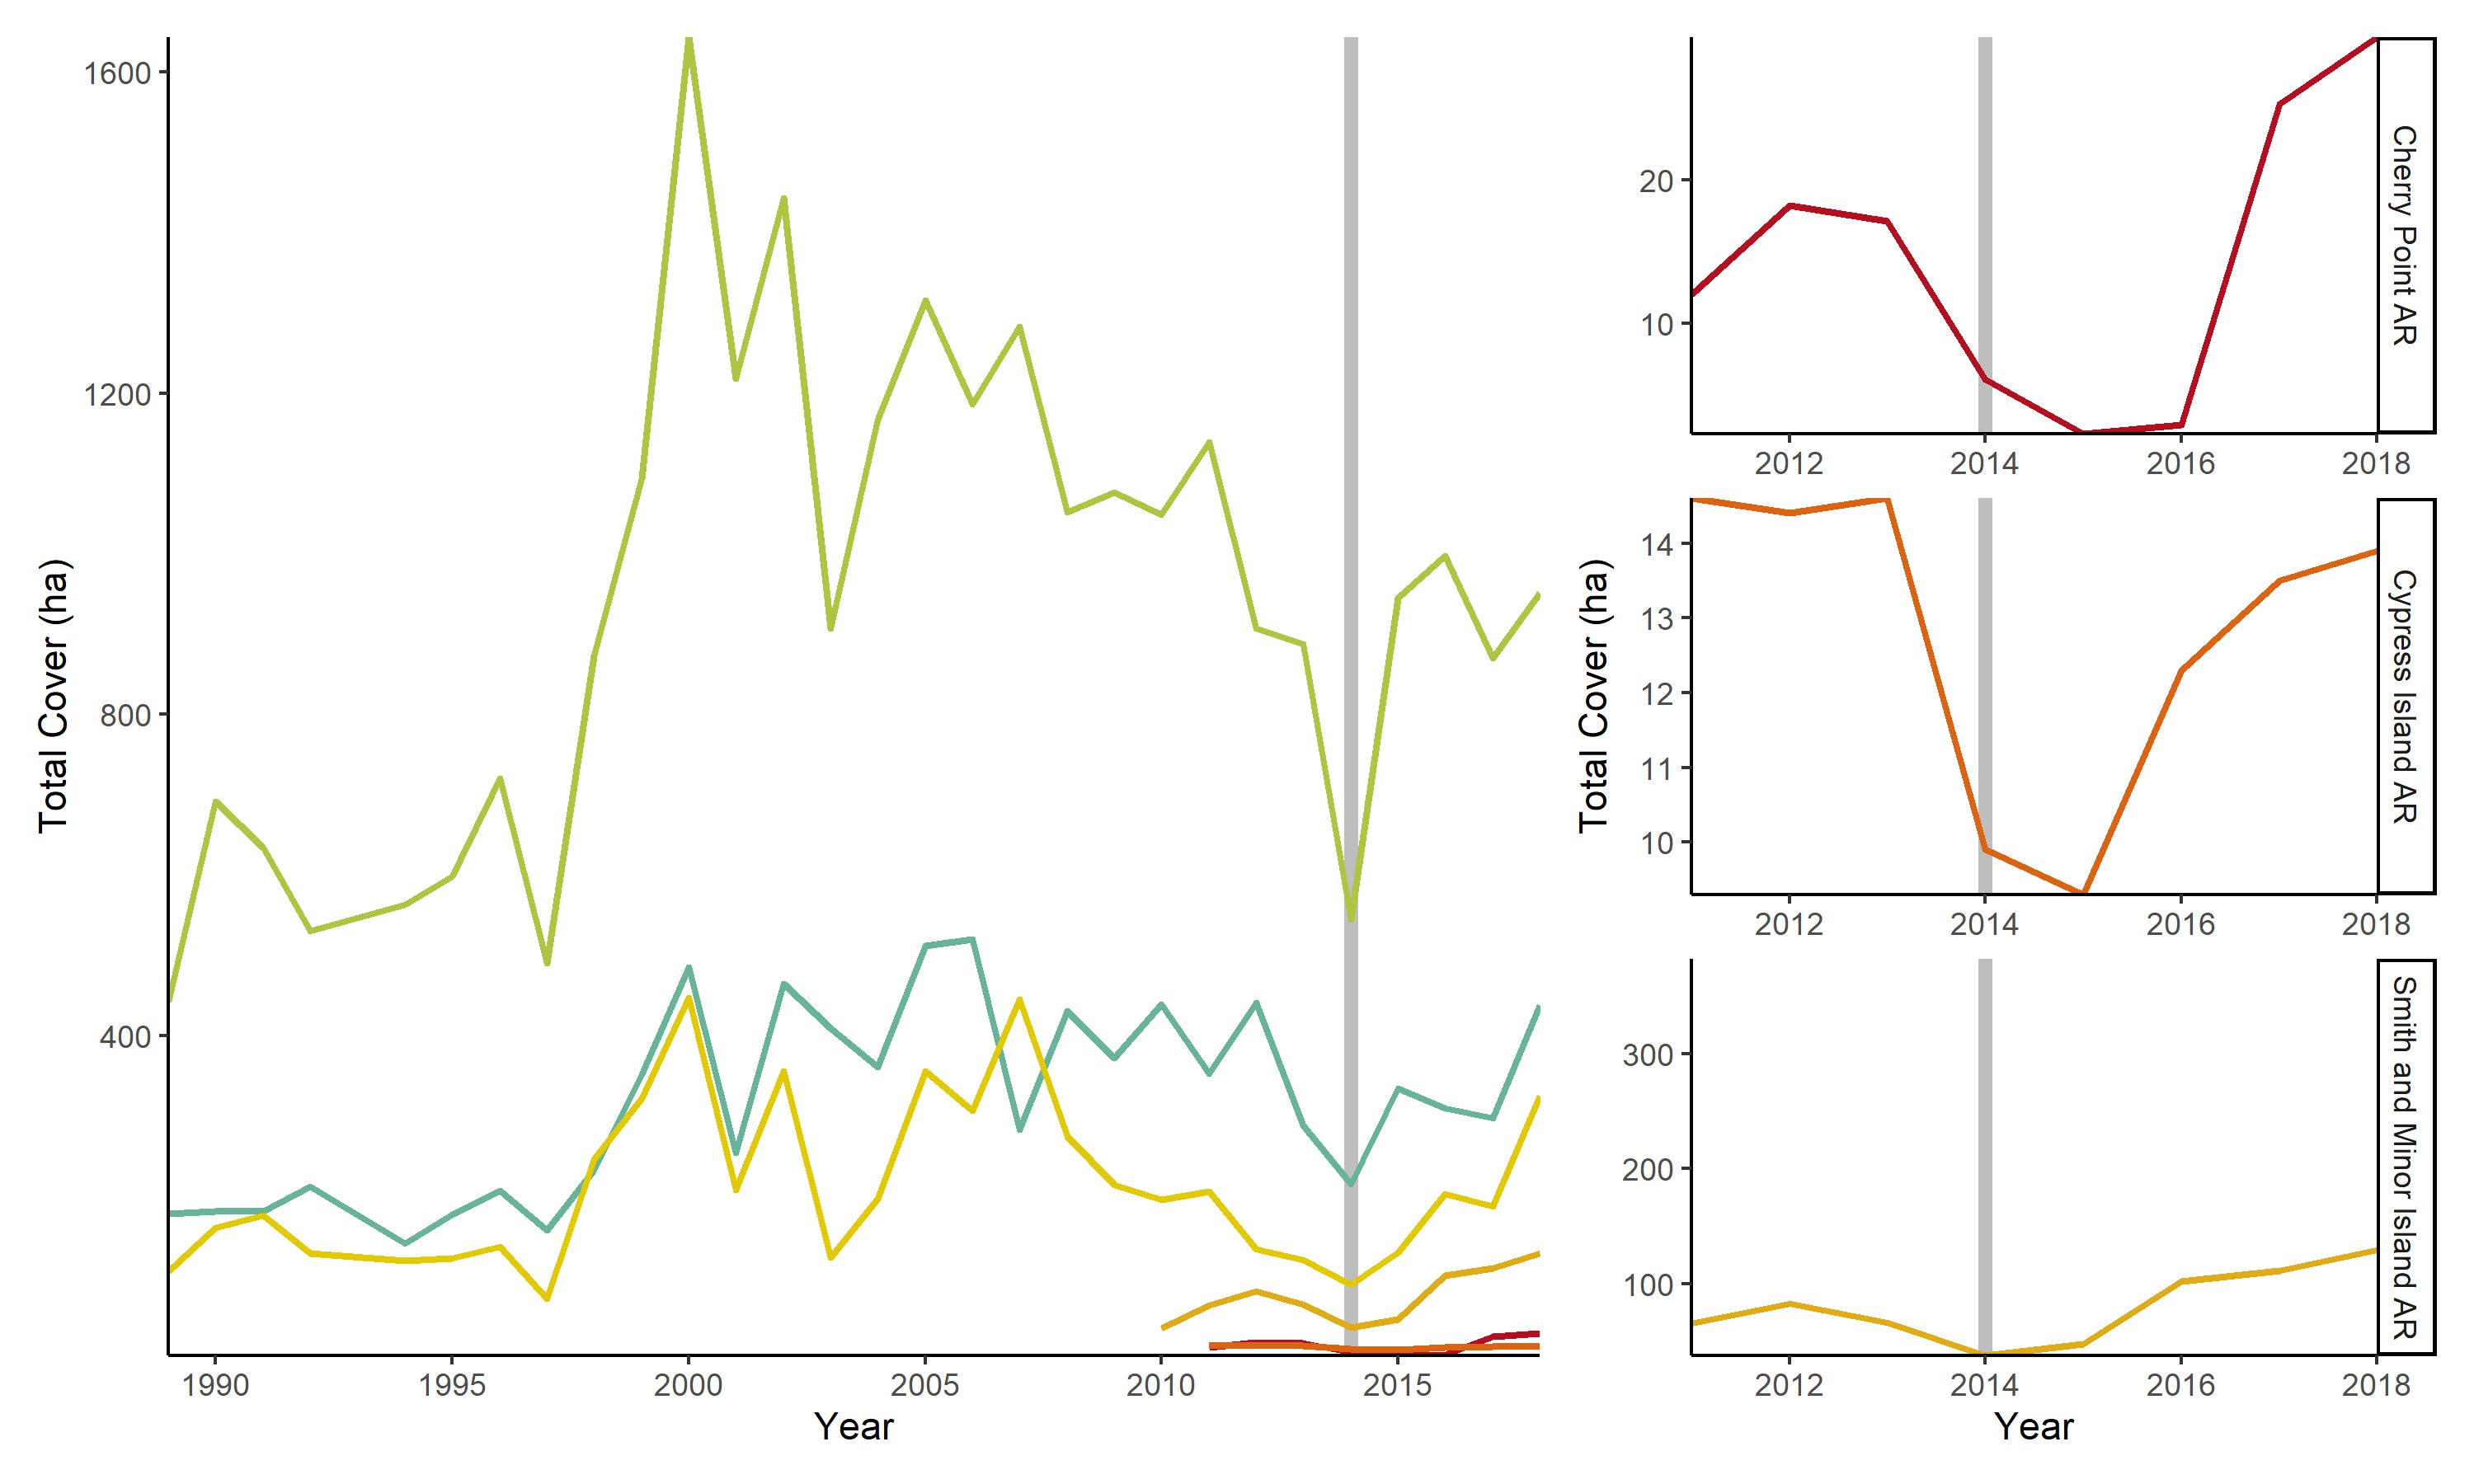 1600
1200
800
400
Total Cover (ha)
1990 1995 2000 2005 2010 2015
Year
Total Cover (ha)
20
10
Cherry Point AR
2012 2014 2016 2018
14
13
12
11
10
Cypress Island AR
2012 2014 2016 2018
300
200
100
Smith and Minor Island AR
2012 2014 2016 2018
Year